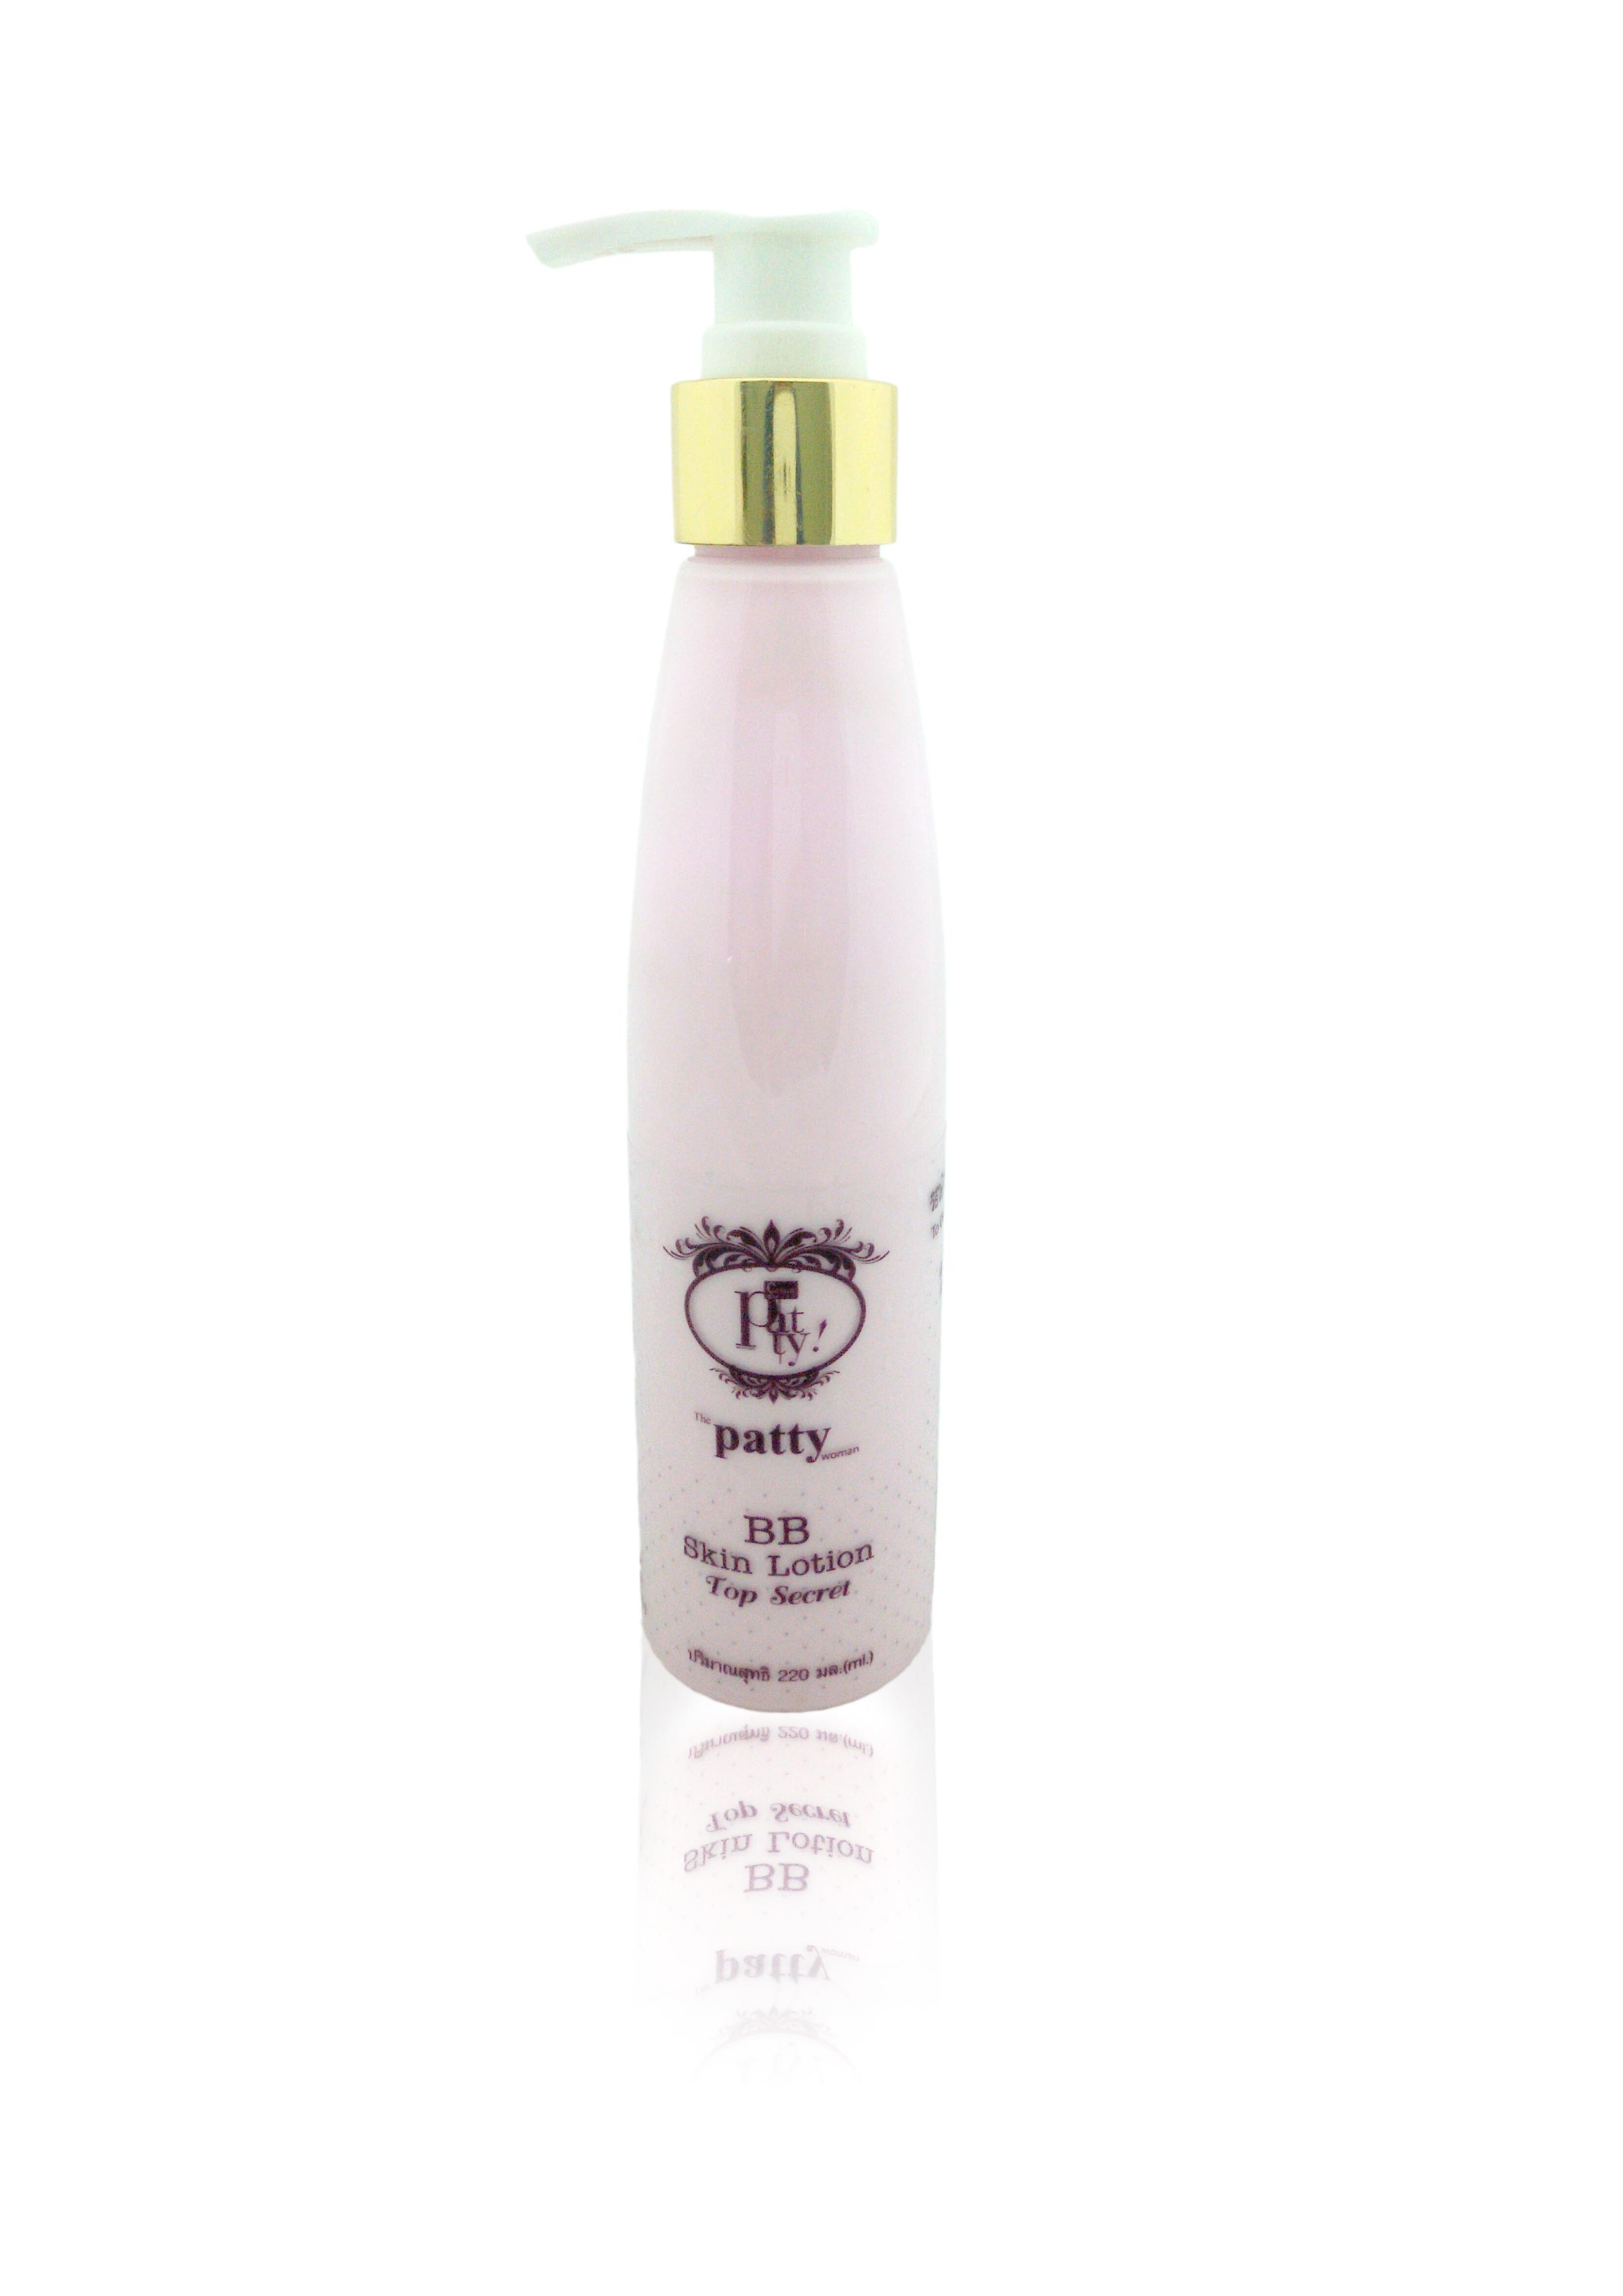 patty!
The patty woman
BB
Skin Lotion
Top Secret
ปริมาณสุทธิ 220 มล.(ml.)